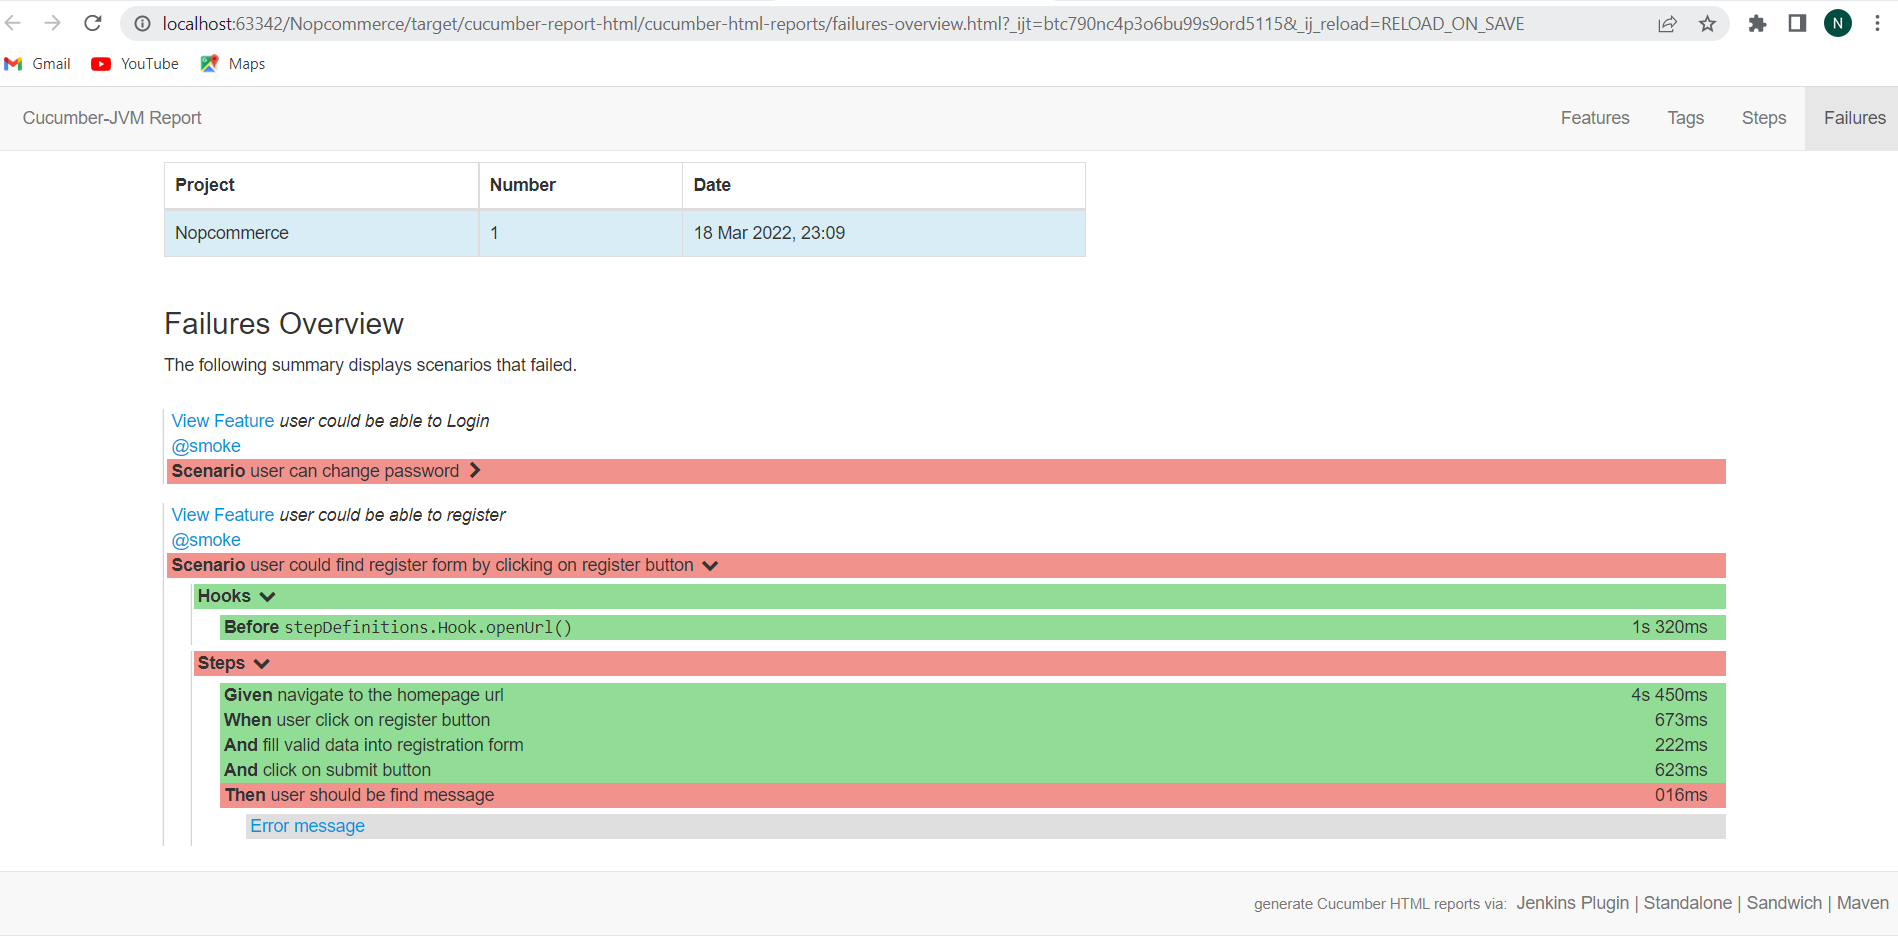 localhost:63342/Nopcommerce/target/cucumber-report-html/cucumber-html-reports/failures-overview.html?_ijt=btc790nc4p3o6bu99s9ord5115&_ij_reload=RELOAD_ON_SAVE N
Gmail YouTube Maps
Cucumber-JVM Report Features Tags Steps Failures
Project Number Date
Nopcommerce 1 18 Mar 2022, 23:09
Failures Overview
The following summary displays scenarios that failed.
View Feature user could be able to Login
@smoke
Scenario user can change password
View Feature user could be able to register
@smoke
Scenario user could find register form by clicking on register button
Hooks
Before stepDefinitions.Hook.openUrl() 1s 320ms
Steps
Given navigate to the homepage url 4s 450ms
When user click on register button 673ms
And fill valid data into registration form 222ms
And click on submit button 623ms
Then user should be find message 016ms
Error message
generate Cucumber HTML reports via: Jenkins Plugin | Standalone | Sandwich | Maven